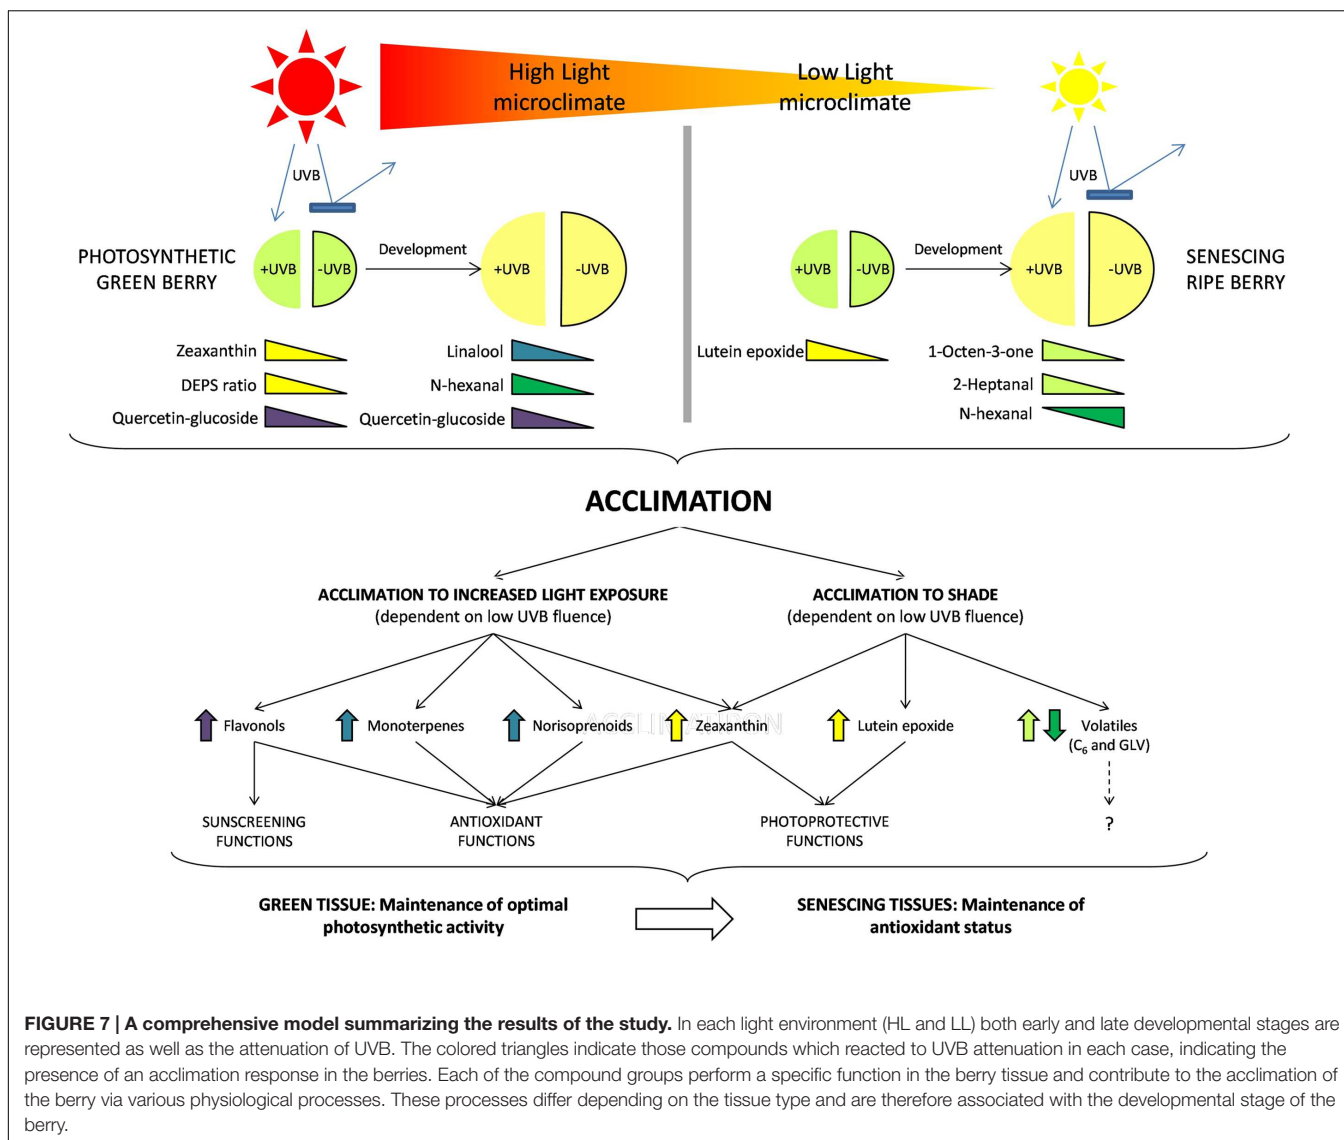 High Light
microclimate
Low Light
microclimate
UVB
UVB
PHOTOSYNTHETIC
GREEN BERRY
+UVB
-UVB
Development
+UVB
-UVB
+UVB
-UVB
Development
+UVB
-UVB
SENESCING
RIPE BERRY
Zeaxanthin
DEPS ratio
Quercetin-glucoside
Linalool
N-hexanal
Quercetin-glucoside
Lutein epoxide
1-Octen-3-one
2-Heptanal
N-hexanal
ACCLIMATION
ACCLIMATION TO INCREASED LIGHT EXPOSURE
(dependent on low UVB fluence)
ACCLIMATION TO SHADE
(dependent on low UVB fluence)
Flavonols
Monoterpenes
Norisoprenoids
Zeaxanthin
Lutein epoxide
Volatiles
(C6 and GLV)
SUNSCREENING
FUNCTIONS
ANTIOXIDANT
FUNCTIONS
PHOTOPROTECTIVE
FUNCTIONS
?
GREEN TISSUE: Maintenance of optimal
photosynthetic activity
SENESCING TISSUES: Maintenance of
antioxidant status
FIGURE 7 | A comprehensive model summarizing the results of the study. In each light environment (HL and LL) both early and late developmental stages are
represented as well as the attenuation of UVB. The colored triangles indicate those compounds which reacted to UVB attenuation in each case, indicating the
presence of an acclimation response in the berries. Each of the compound groups perform a specific function in the berry tissue and contribute to the acclimation of
the berry via various physiological processes. These processes differ depending on the tissue type and are therefore associated with the developmental stage of the
berry.